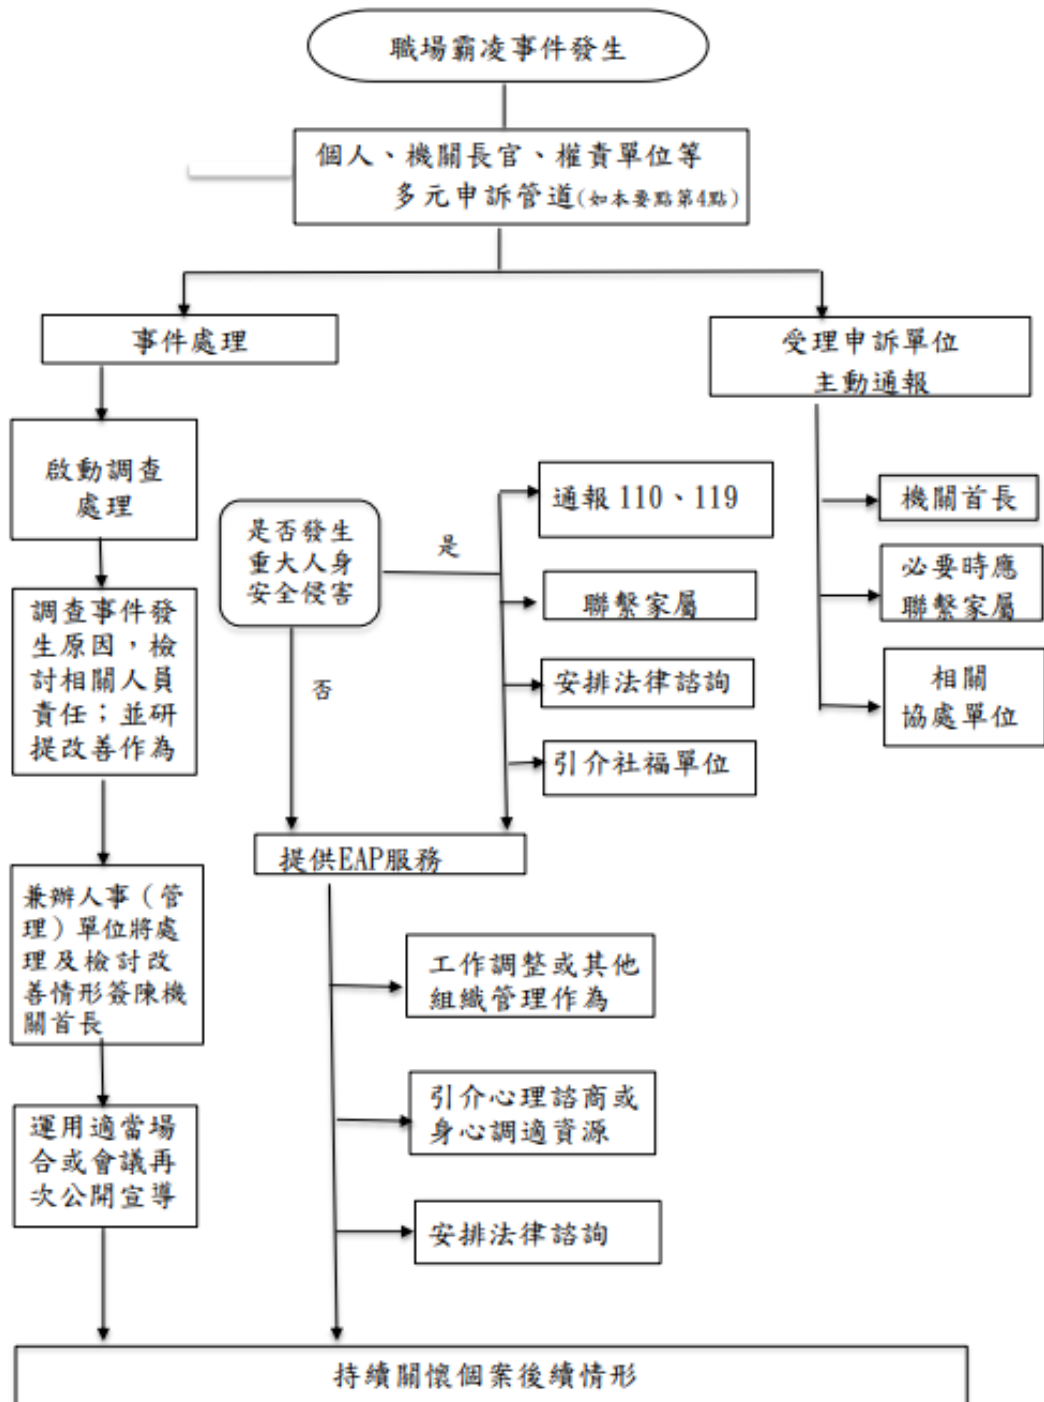 職場霸凌事件發生
個人、機關長官、權責單位等
多元申訴管道(如本要點第4點)
事件處理
受理申訴單位
主動通報
啟動調查
處理
是否發生
重大人身
安全侵害
是
否
通報 110、119
聯繫家屬
安排法律諮詢
引介社福單位
機關首長
必要時應
聯繫家屬
相關
協處單位
調查事件發
生原因，檢
討相關人員
責任；並研
提改善作為
提供EAP服務
兼辦人事（管
理）單位將處
理及檢討改
善情形簽陳機
關首長
工作調整或其他
組織管理作為
引介心理諮商或
身心調適資源
安排法律諮詢
運用適當場
合或會議再
次公開宣導
持續關懷個案後續情形